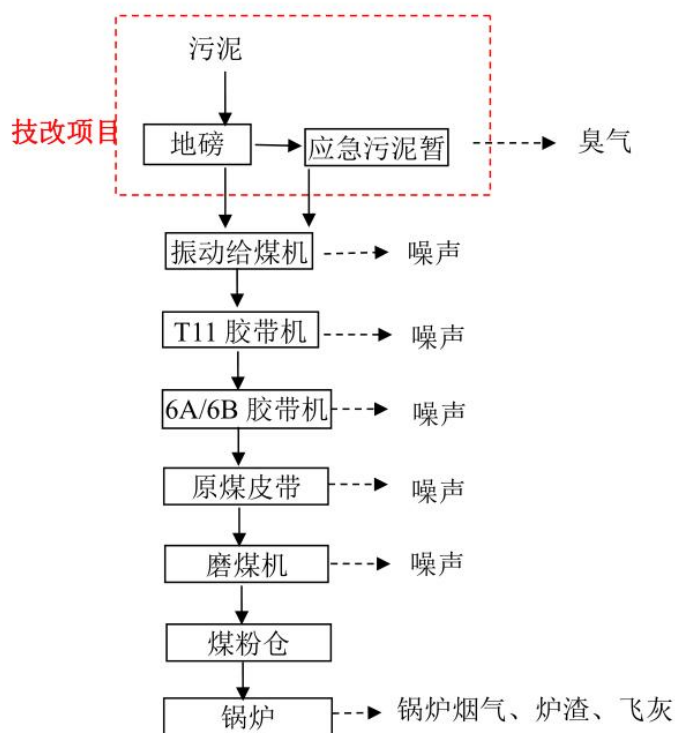 污泥
技改项目
地磅
应急污泥暂
臭气
振动给煤机
噪声
T11 胶带机
噪声
6A/6B 胶带机
噪声
原煤皮带
噪声
磨煤机
噪声
煤粉仓
锅炉
锅炉烟气、炉渣、飞灰